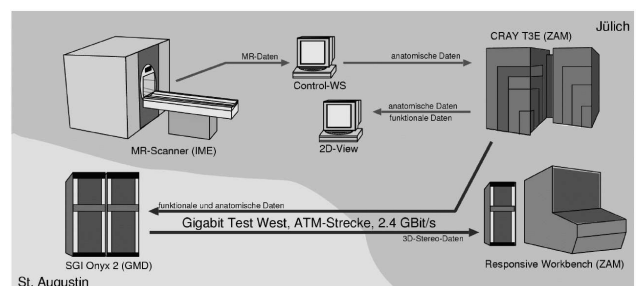 Jülich
CRAY T3E (ZAM)
MR-Daten
anatomische Daten
Control-WS
anatomische Daten
funktionale Daten
2D-View
MR-Scanner (IME)
funktionale und anatomische Daten
Gigabit Test West, ATM-Strecke, 2.4 GBit/s
3D-Stereo-Daten
SGI Onyx 2 (GMD)
Responsive Workbench (ZAM)
St. Augustin